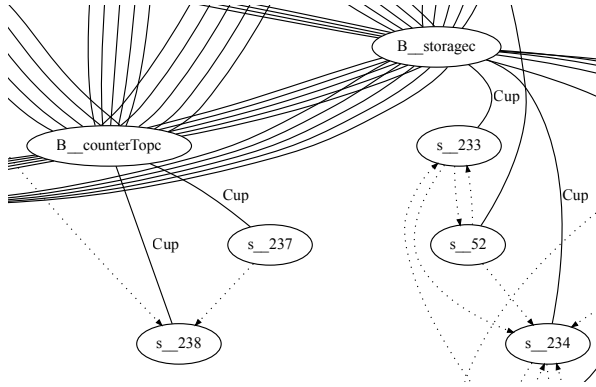 B__storagec
Cup
B__counterTopc
s__233
Cup
Cup
Cup
s__237
s__52
s__238
s__234